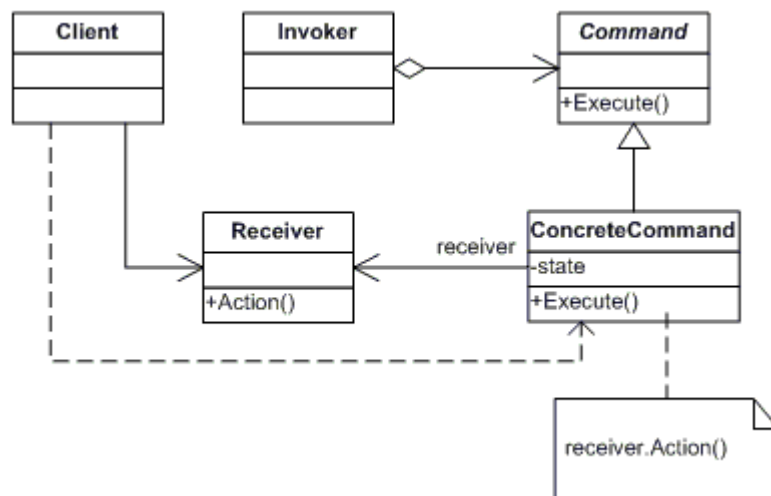 Client
Invoker
Command
+Execute()
Receiver
+Action()
receiver
ConcreteCommand
-state
+Execute()
receiver.Action()